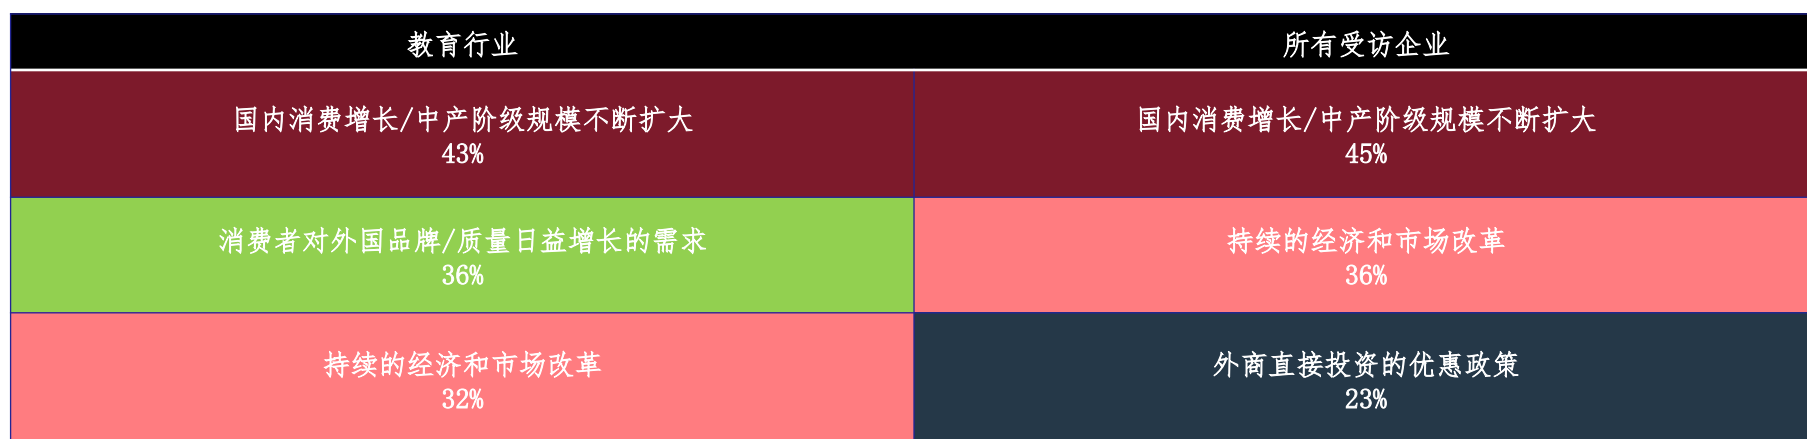 教育行业
所有受访企业
国内消费增长/中产阶级规模不断扩大
43%
国内消费增长/中产阶级规模不断扩大
45%
消费者对外国品牌/质量日益增长的需求
36%
持续的经济和市场改革
36%
持续的经济和市场改革
32%
外商直接投资的优惠政策
23%